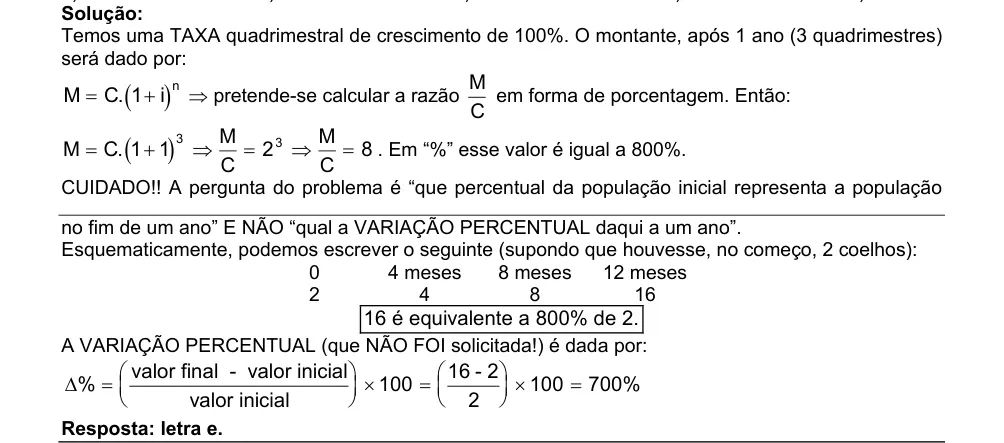 Solução:
Temos uma TAXA quadrimestral de crescimento de 100%. O montante, após 1 ano (3 quadrimestres)
será dado por:
M = C.(1+ i)^n ⇒ pretende-se calcular a razão M/C em forma de porcentagem. Então:
M = C.(1+ 1)^3 ⇒ M/C = 2^3 ⇒ M/C = 8 . Em “%” esse valor é igual a 800%.
CUIDADO!! A pergunta do problema é “que percentual da população inicial representa a população
no fim de um ano” E NÃO “qual a VARIAÇÃO PERCENTUAL daqui a um ano”.
Esquematicamente, podemos escrever o seguinte (supondo que houvesse, no começo, 2 coelhos):
0 4 meses 8 meses 12 meses
2 4 8 16
16 é equivalente a 800% de 2.
A VARIAÇÃO PERCENTUAL (que NÃO FOI solicitada!) é dada por:
Δ% = (valor final - valor inicial / valor inicial) × 100 = (16 - 2 / 2) × 100 = 700%
Resposta: letra e.